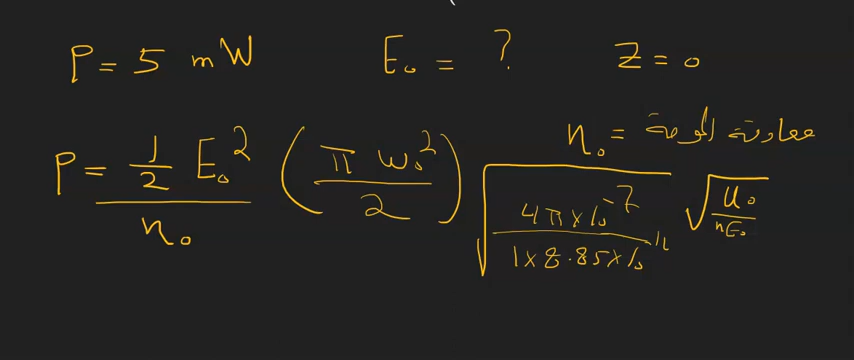 P = 5 mW E₀ = ? Z = 0
η₀ = معاوقة الموجة
P = (½ E₀²)/η₀ (π w₀²/2) √(4π×10⁻⁷/(1×8.85×10⁻¹²)) √(μ₀/(nε₀))